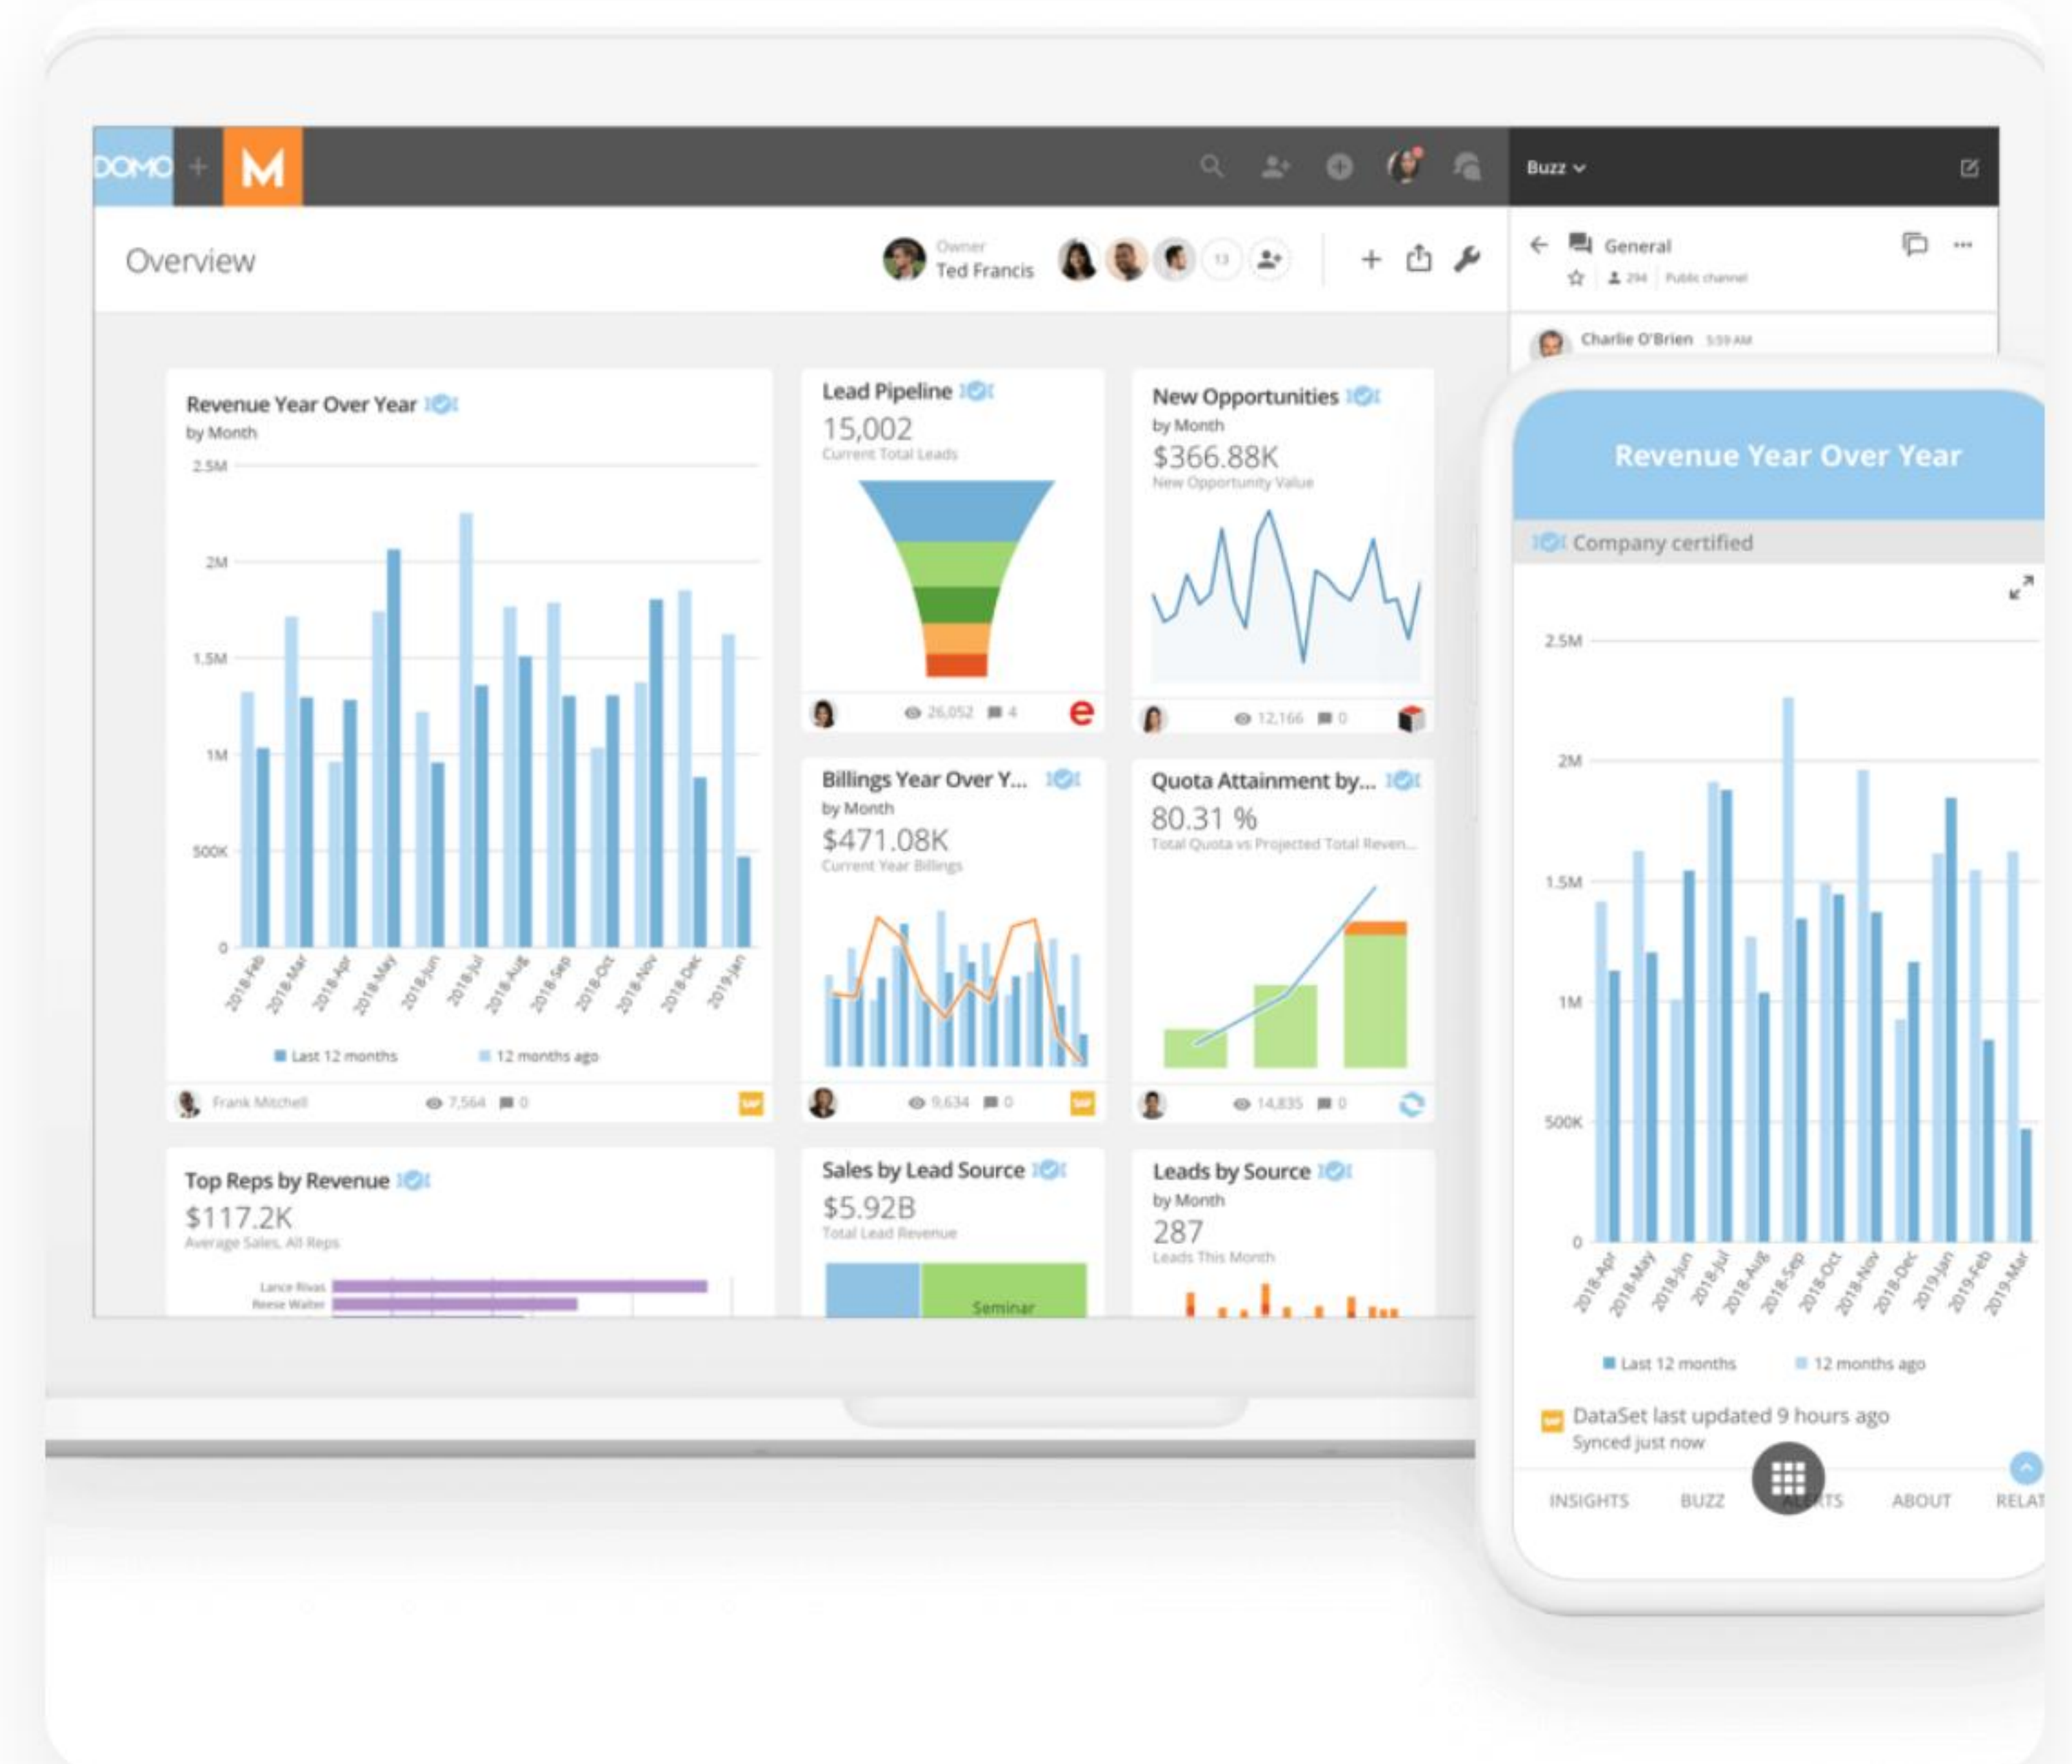 DOMO
M
Buzz
Overview
Owner
Ted Francis
13
General
294 Public channel
Charlie O'Brien 5:59 AM
Revenue Year Over Year
by Month
2.5M
2M
1.5M
1M
500K
0
2018-Feb
2018-Mar
2018-Apr
2018-May
2018-Jun
2018-Jul
2018-Aug
2018-Sep
2018-Oct
2018-Nov
2018-Dec
2019-Jan
Last 12 months
12 months ago
Frank Mitchell
7,564
0
SAP
Lead Pipeline
15,002
Current Total Leads
26,052
4
e
New Opportunities
by Month
$366.88K
New Opportunity Value
12,166
0
Billings Year Over Y...
by Month
$471.08K
Current Year Billings
9,634
0
SAP
Quota Attainment by...
80.31 %
Total Quota vs Projected Total Reven...
14,835
0
Top Reps by Revenue
$117.2K
Average Sales, All Reps
Lance Rivas
Reese Walter
Sales by Lead Source
$5.92B
Total Lead Revenue
Seminar
Leads by Source
by Month
287
Leads This Month
Revenue Year Over Year
Company certified
2.5M
2M
1.5M
1M
500K
0
2018-Apr
2018-May
2018-Jun
2018-Jul
2018-Aug
2018-Sep
2018-Oct
2018-Nov
2018-Dec
2019-Jan
2019-Feb
2019-Mar
Last 12 months
12 months ago
SAP
DataSet last updated 9 hours ago
Synced just now
INSIGHTS
BUZZ
ALERTS
ABOUT
RELAT